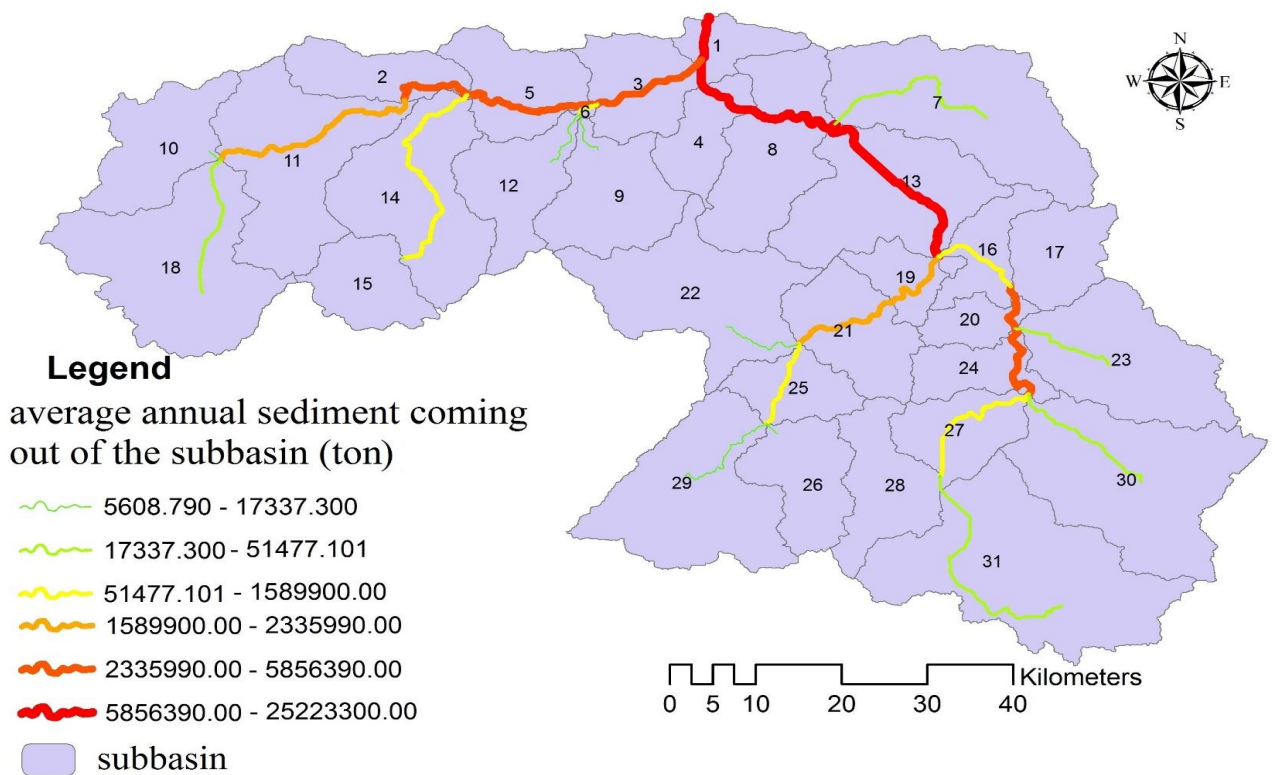 1
N
W E
S
2
3
5
7
6
4
8
10
11
9
12
13
14
16
17
18
15
19
22
20
21
23
24
25
27
29
26
28
30
31
Legend
average annual sediment coming
out of the subbasin (ton)
5608.790 - 17337.300
17337.300 - 51477.101
51477.101 - 1589900.00
1589900.00 - 2335990.00
2335990.00 - 5856390.00
5856390.00 - 25223300.00
subbasin
Kilometers
0 5 10 20 30 40